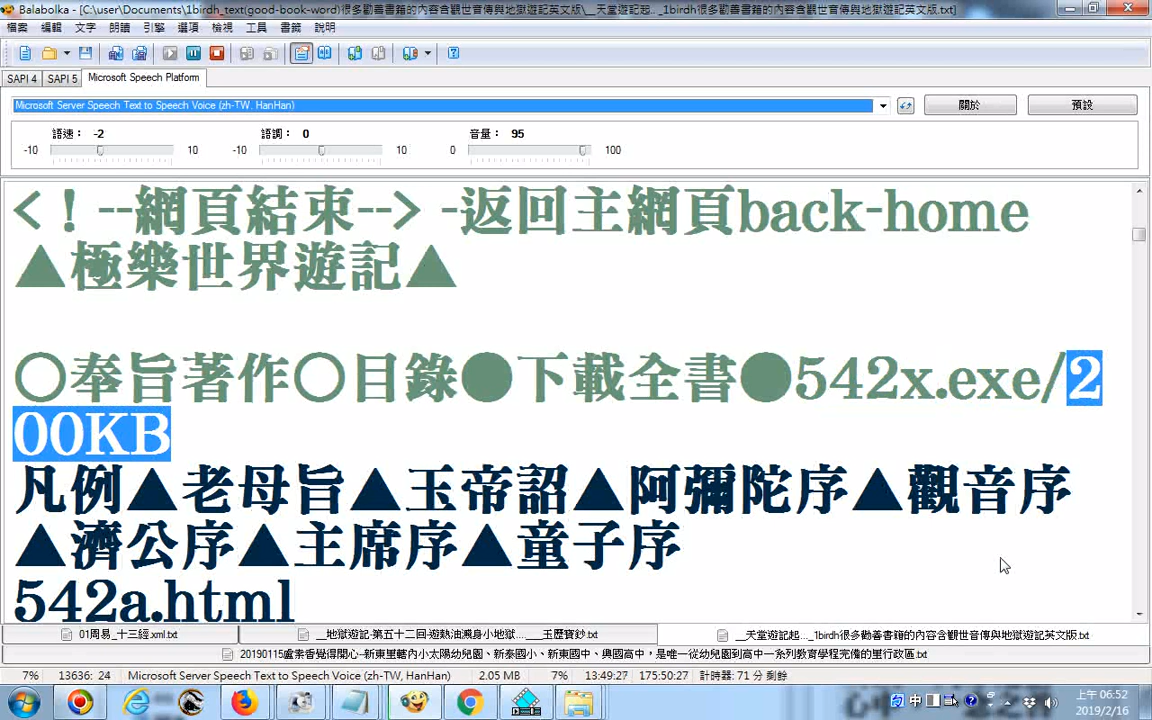 Balabolka - [C:\user\Documents\1birdh_text(good-book-word)很多勸善書籍的內容含觀世音傳與地獄遊記英文版\__天堂遊記起..._1birdh很多勸善書籍的內容含觀世音傳與地獄遊記英文版.txt]
檔案 編輯 文字 朗讀 引擎 選項 檢視 工具 書籤 說明
SAPI 4 SAPI 5 Microsoft Speech Platform
Microsoft Server Speech Text to Speech Voice (zh-TW, HanHan)
關於 預設
語速： -2 語調： 0 音量： 95
-10 10 -10 10 0 100
<！--網頁結束--> -返回主網頁back-home
▲極樂世界遊記▲
○奉旨著作○目錄●下載全書●542x.exe/2
00KB
凡例▲老母旨▲玉帝詔▲阿彌陀序▲觀音序
▲濟公序▲主席序▲童子序
542a.html
01周易_十三經.xml.txt __地獄遊記-第五十二回-遊熱油濺身小地獄...___玉歷寶鈔.txt __天堂遊記起..._1birdh很多勸善書籍的內容含觀世音傳與地獄遊記英文版.txt
20190115盧素香覺得開心--新東里轄內小太陽幼兒園、新泰國小、新東國中、興國高中，是唯一從幼兒園到高中一系列教育學程完備的里行政區.txt
7% 13636: 24 Microsoft Server Speech Text to Speech Voice (zh-TW, HanHan) 2.05 MB 7% 13:49:27 175:50:27 計時器: 71 分 剩餘
中
上午 06:52
2019/2/16